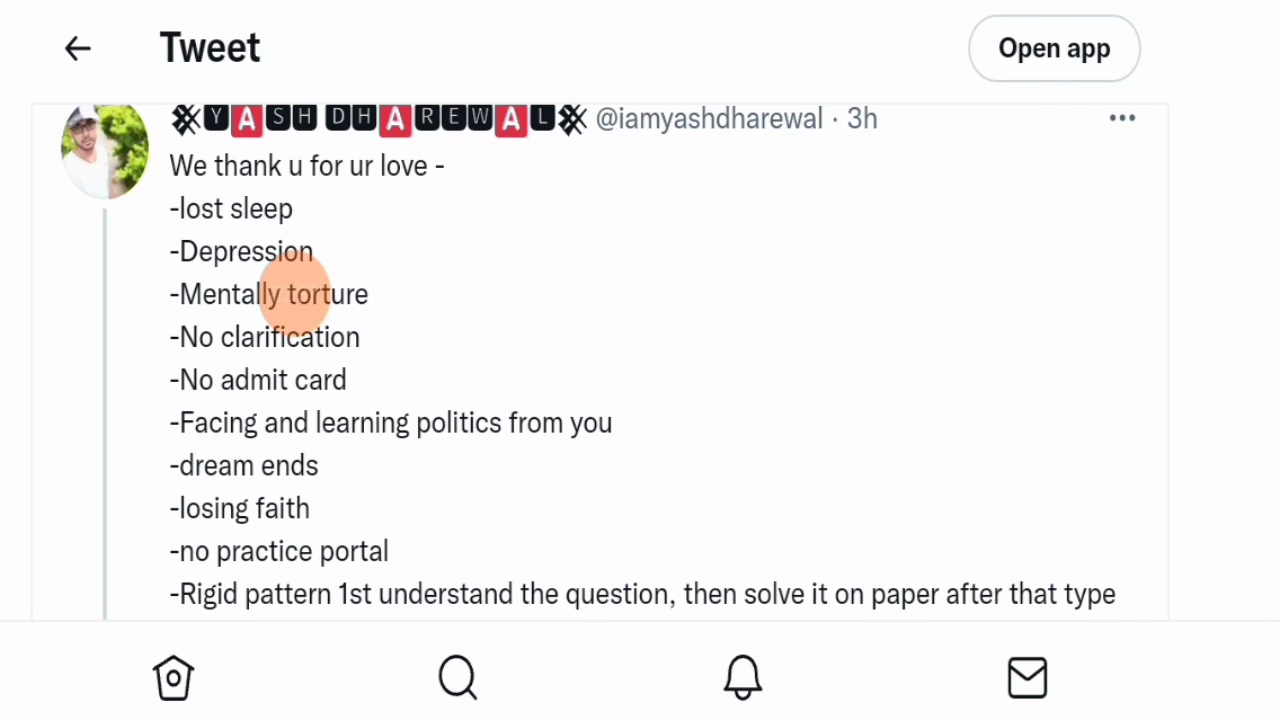 Tweet
Open app
YASH DHAREWAL @iamyashdharewal · 3h
We thank u for ur love -
-lost sleep
-Depression
-Mentally torture
-No clarification
-No admit card
-Facing and learning politics from you
-dream ends
-losing faith
-no practice portal
-Rigid pattern 1st understand the question, then solve it on paper after that type